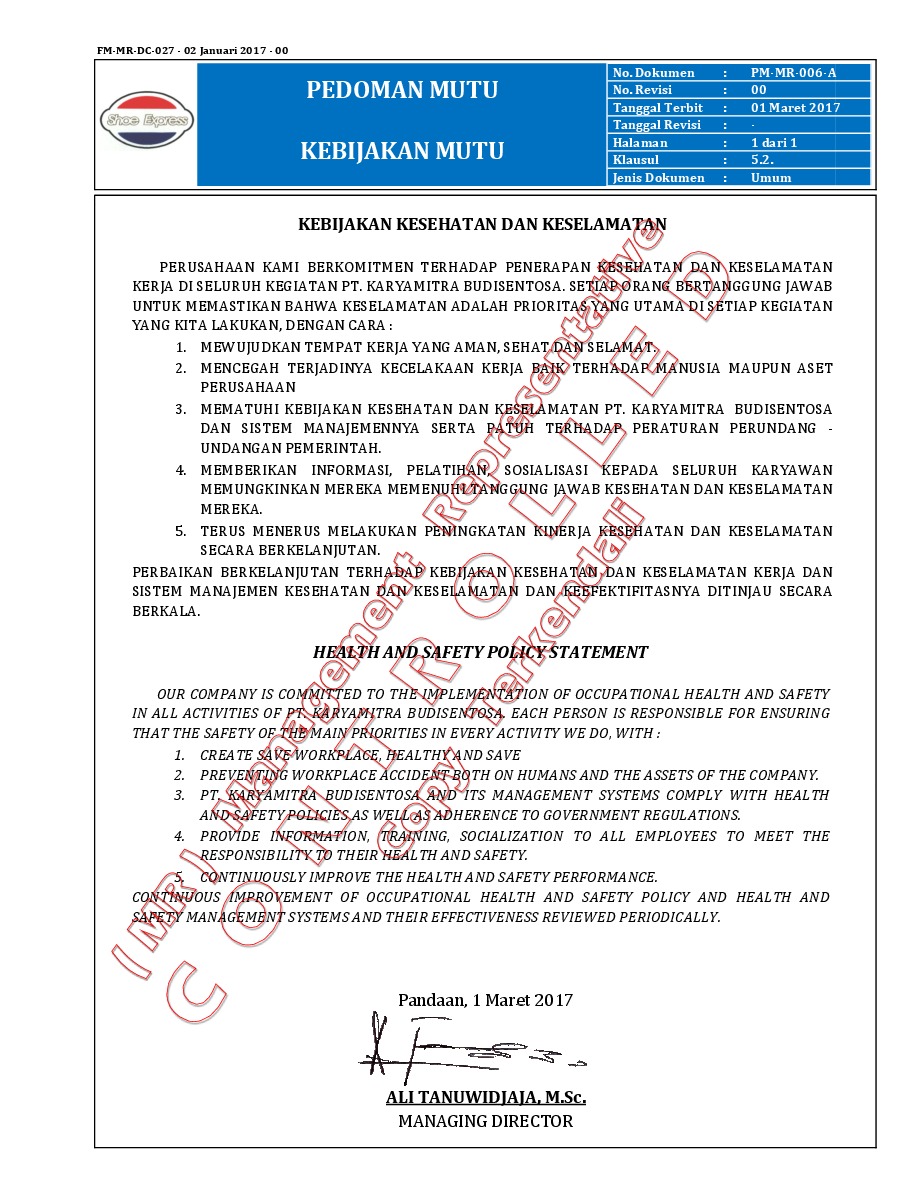 FM-MR-DC-027 - 02 Januari 2017 - 00
Shoe Express
PEDOMAN MUTU
KEBIJAKAN MUTU
No. Dokumen : PM-MR-006-A
No. Revisi : 00
Tanggal Terbit : 01 Maret 2017
Tanggal Revisi : -
Halaman : 1 dari 1
Klausul : 5.2.
Jenis Dokumen : Umum
KEBIJAKAN KESEHATAN DAN KESELAMATAN
PERUSAHAAN KAMI BERKOMITMEN TERHADAP PENERAPAN KESEHATAN DAN KESELAMATAN
KERJA DI SELURUH KEGIATAN PT. KARYAMITRA BUDISENTOSA. SETIAP ORANG BERTANGGUNG JAWAB
UNTUK MEMASTIKAN BAHWA KESELAMATAN ADALAH PRIORITAS YANG UTAMA DI SETIAP KEGIATAN
YANG KITA LAKUKAN, DENGAN CARA :
1. MEWUJUDKAN TEMPAT KERJA YANG AMAN, SEHAT DAN SELAMAT.
2. MENCEGAH TERJADINYA KECELAKAAN KERJA BAIK TERHADAP MANUSIA MAUPUN ASET
PERUSAHAAN
3. MEMATUHI KEBIJAKAN KESEHATAN DAN KESELAMATAN PT. KARYAMITRA BUDISENTOSA
DAN SISTEM MANAJEMENNYA SERTA PATUH TERHADAP PERATURAN PERUNDANG -
UNDANGAN PEMERINTAH.
4. MEMBERIKAN INFORMASI, PELATIHAN, SOSIALISASI KEPADA SELURUH KARYAWAN
MEMUNGKINKAN MEREKA MEMENUHI TANGGUNG JAWAB KESEHATAN DAN KESELAMATAN
MEREKA.
5. TERUS MENERUS MELAKUKAN PENINGKATAN KINERJA KESEHATAN DAN KESELAMATAN
SECARA BERKELANJUTAN.
PERBAIKAN BERKELANJUTAN TERHADAP KEBIJAKAN KESEHATAN DAN KESELAMATAN KERJA DAN
SISTEM MANAJEMEN KESEHATAN DAN KESELAMATAN DAN KEEFEKTIFITASNYA DITINJAU SECARA
BERKALA.
HEALTH AND SAFETY POLICY STATEMENT
OUR COMPANY IS COMMITTED TO THE IMPLEMENTATION OF OCCUPATIONAL HEALTH AND SAFETY
IN ALL ACTIVITIES OF PT. KARYAMITRA BUDISENTOSA. EACH PERSON IS RESPONSIBLE FOR ENSURING
THAT THE SAFETY OF THE MAIN PRIORITIES IN EVERY ACTIVITY WE DO, WITH :
1. CREATE SAVE WORKPLACE, HEALTHY AND SAVE
2. PREVENTING WORKPLACE ACCIDENT BOTH ON HUMANS AND THE ASSETS OF THE COMPANY.
3. PT. KARYAMITRA BUDISENTOSA AND ITS MANAGEMENT SYSTEMS COMPLY WITH HEALTH
AND SAFETY POLICIES AS WELL AS ADHERENCE TO GOVERNMENT REGULATIONS.
4. PROVIDE INFORMATION, TRAINING, SOCIALIZATION TO ALL EMPLOYEES TO MEET THE
RESPONSIBILITY TO THEIR HEALTH AND SAFETY.
5. CONTINUOUSLY IMPROVE THE HEALTH AND SAFETY PERFORMANCE.
CONTINUOUS IMPROVEMENT OF OCCUPATIONAL HEALTH AND SAFETY POLICY AND HEALTH AND
SAFETY MANAGEMENT SYSTEMS AND THEIR EFFECTIVENESS REVIEWED PERIODICALLY.
(MR) Management Representative
CONTROLLED
Copy Terkendali
Pandaan, 1 Maret 2017
ALI TANUWIDJAJA, M.Sc.
MANAGING DIRECTOR